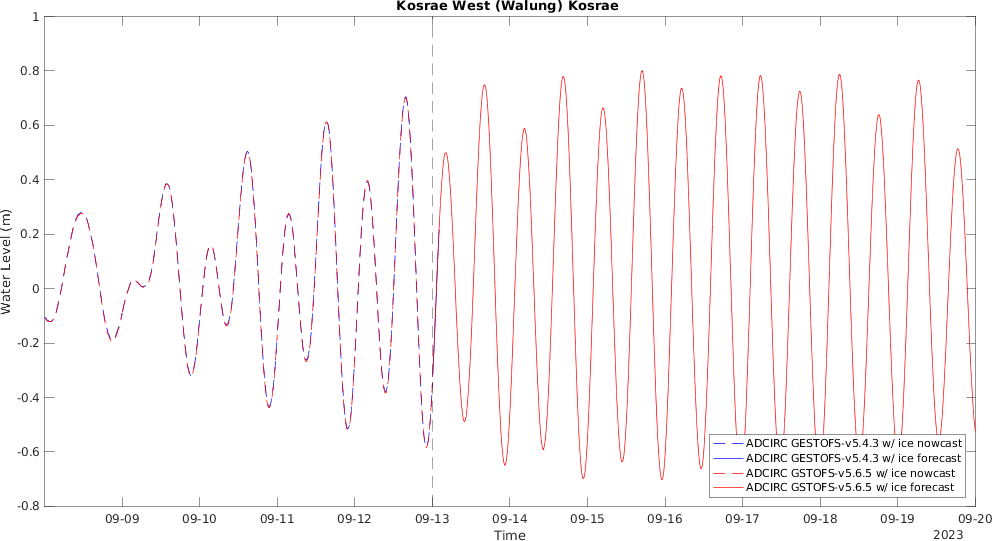 Kosrae West (Walung) Kosrae
1
0.8
0.6
0.4
0.2
0
-0.2
-0.4
-0.6
-0.8
Water Level (m)
ADCIRC GESTOFS-v5.4.3 w/ ice nowcast
ADCIRC GESTOFS-v5.4.3 w/ ice forecast
ADCIRC GSTOFS-v5.6.5 w/ ice nowcast
ADCIRC GSTOFS-v5.6.5 w/ ice forecast
09-09 09-10 09-11 09-12 09-13 09-14 09-15 09-16 09-17 09-18 09-19 09-20
Time
2023